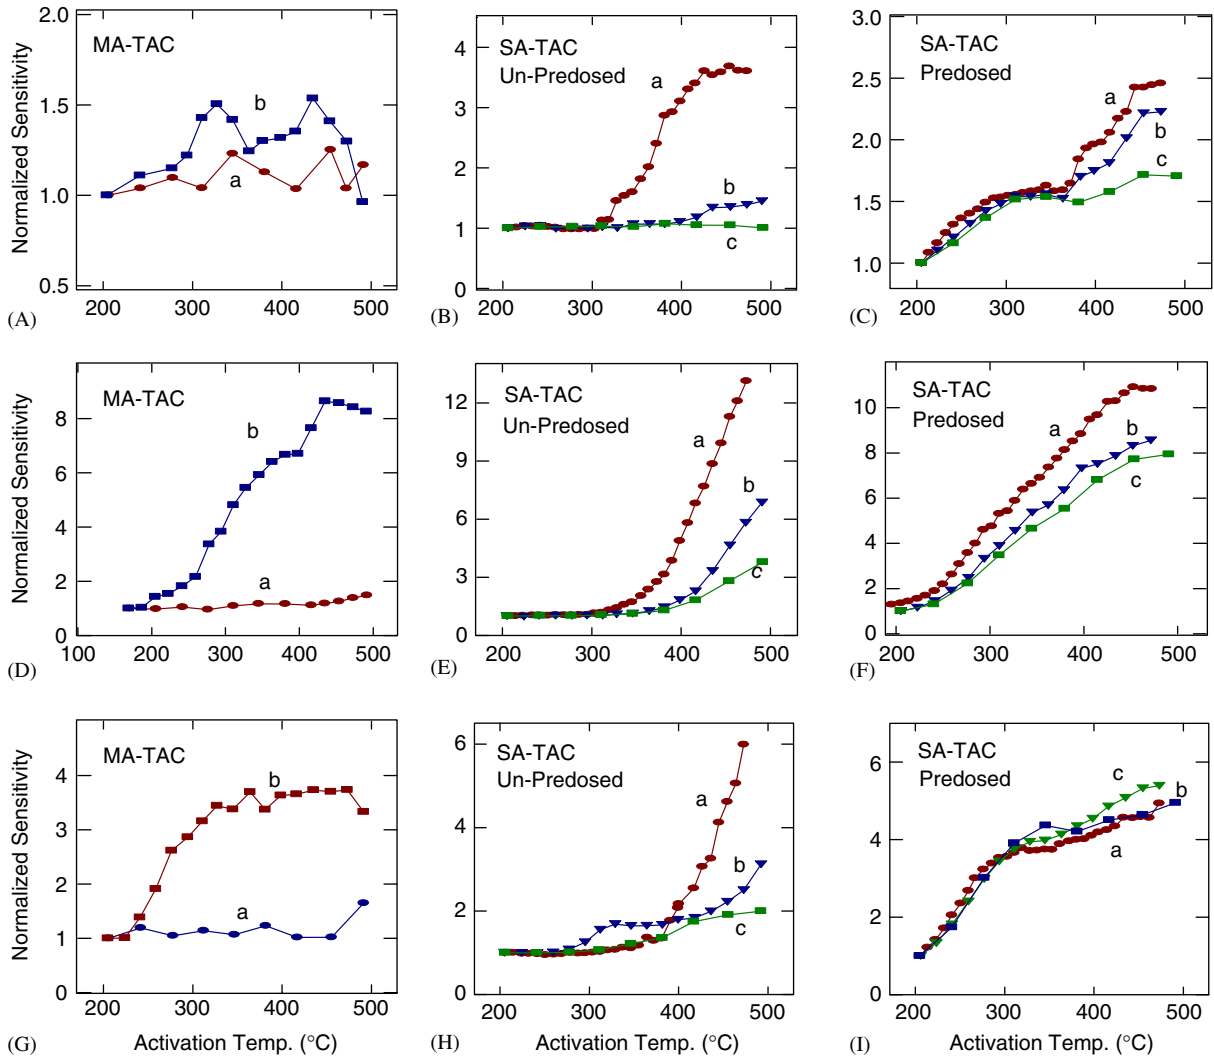 2.0
1.5
1.0
0.5
Normalized Sensitivity
MA-TAC
b
a
200
300
400
500
(A)
4
3
2
1
0
SA-TAC
Un-Predosed
a
b
c
200
300
400
500
(B)
3.0
2.5
2.0
1.5
1.0
SA-TAC
Predosed
a
b
c
200
300
400
500
(C)
8
6
4
2
0
Normalized Sensitivity
MA-TAC
b
a
100
200
300
400
500
(D)
12
9
6
3
0
SA-TAC
Un-Predosed
a
b
c
200
300
400
500
(E)
10
8
6
4
2
0
SA-TAC
Predosed
a
b
c
200
300
400
500
(F)
4
3
2
1
0
Normalized Sensitivity
MA-TAC
b
a
200
300
400
500
(G)
Activation Temp. (°C)
6
4
2
0
SA-TAC
Un-Predosed
a
b
c
200
300
400
500
(H)
Activation Temp. (°C)
6
4
2
0
SA-TAC
Predosed
c
b
a
200
300
400
500
(I)
Activation Temp. (°C)